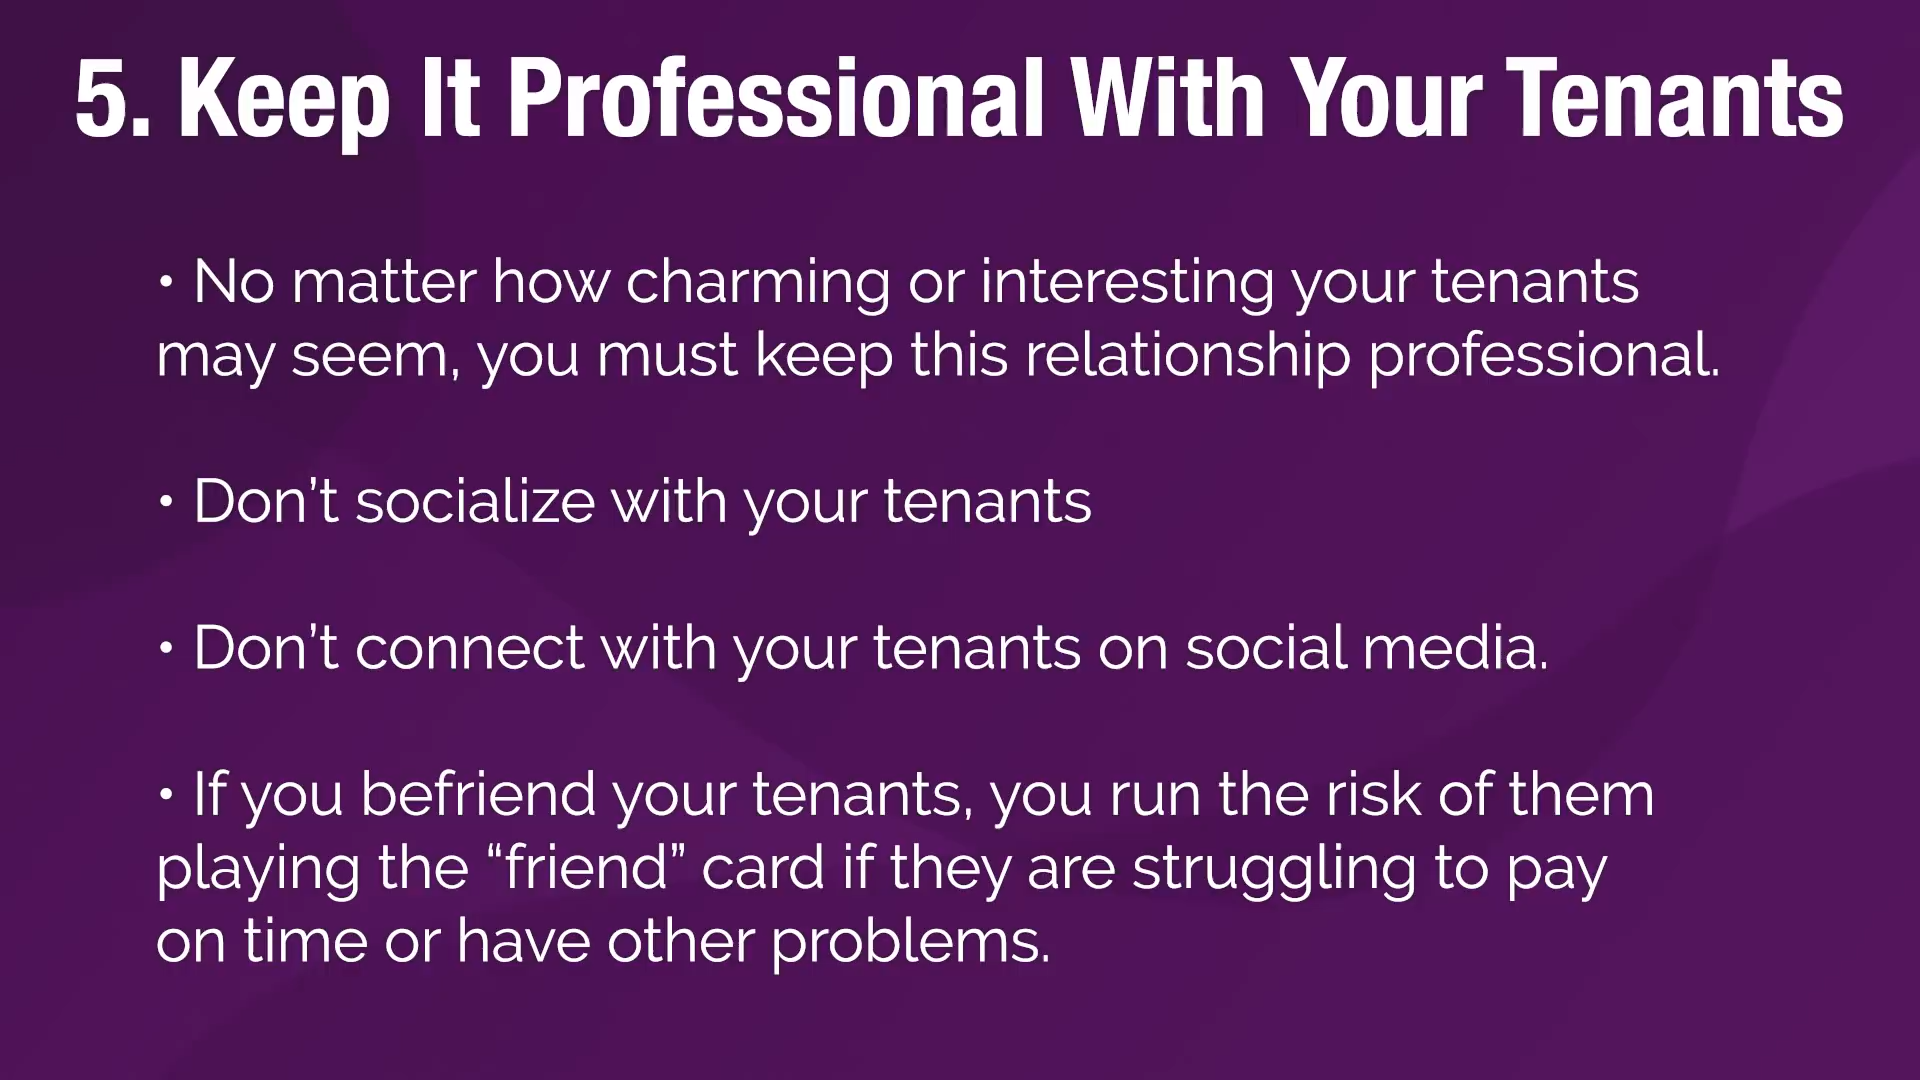 5. Keep It Professional With Your Tenants
• No matter how charming or interesting your tenants
may seem, you must keep this relationship professional.
• Don’t socialize with your tenants
• Don’t connect with your tenants on social media.
• If you befriend your tenants, you run the risk of them
playing the “friend” card if they are struggling to pay
on time or have other problems.